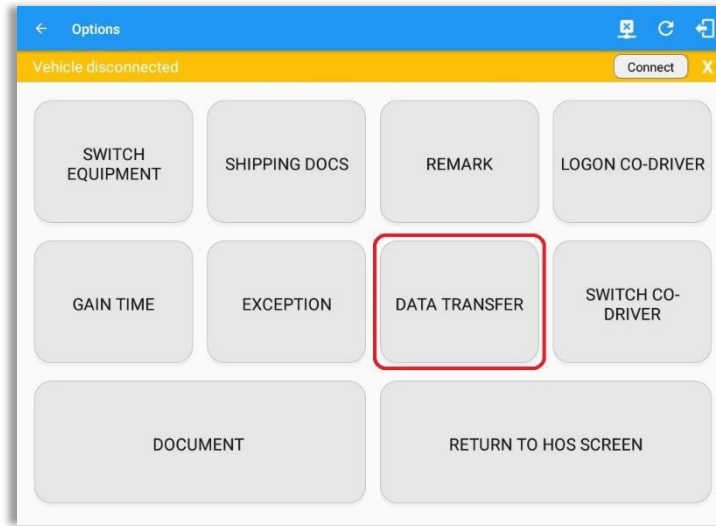 Options
Vehicle disconnected
Connect
X
SWITCH
EQUIPMENT
SHIPPING DOCS
REMARK
LOGON CO-DRIVER
GAIN TIME
EXCEPTION
DATA TRANSFER
SWITCH CO-
DRIVER
DOCUMENT
RETURN TO HOS SCREEN